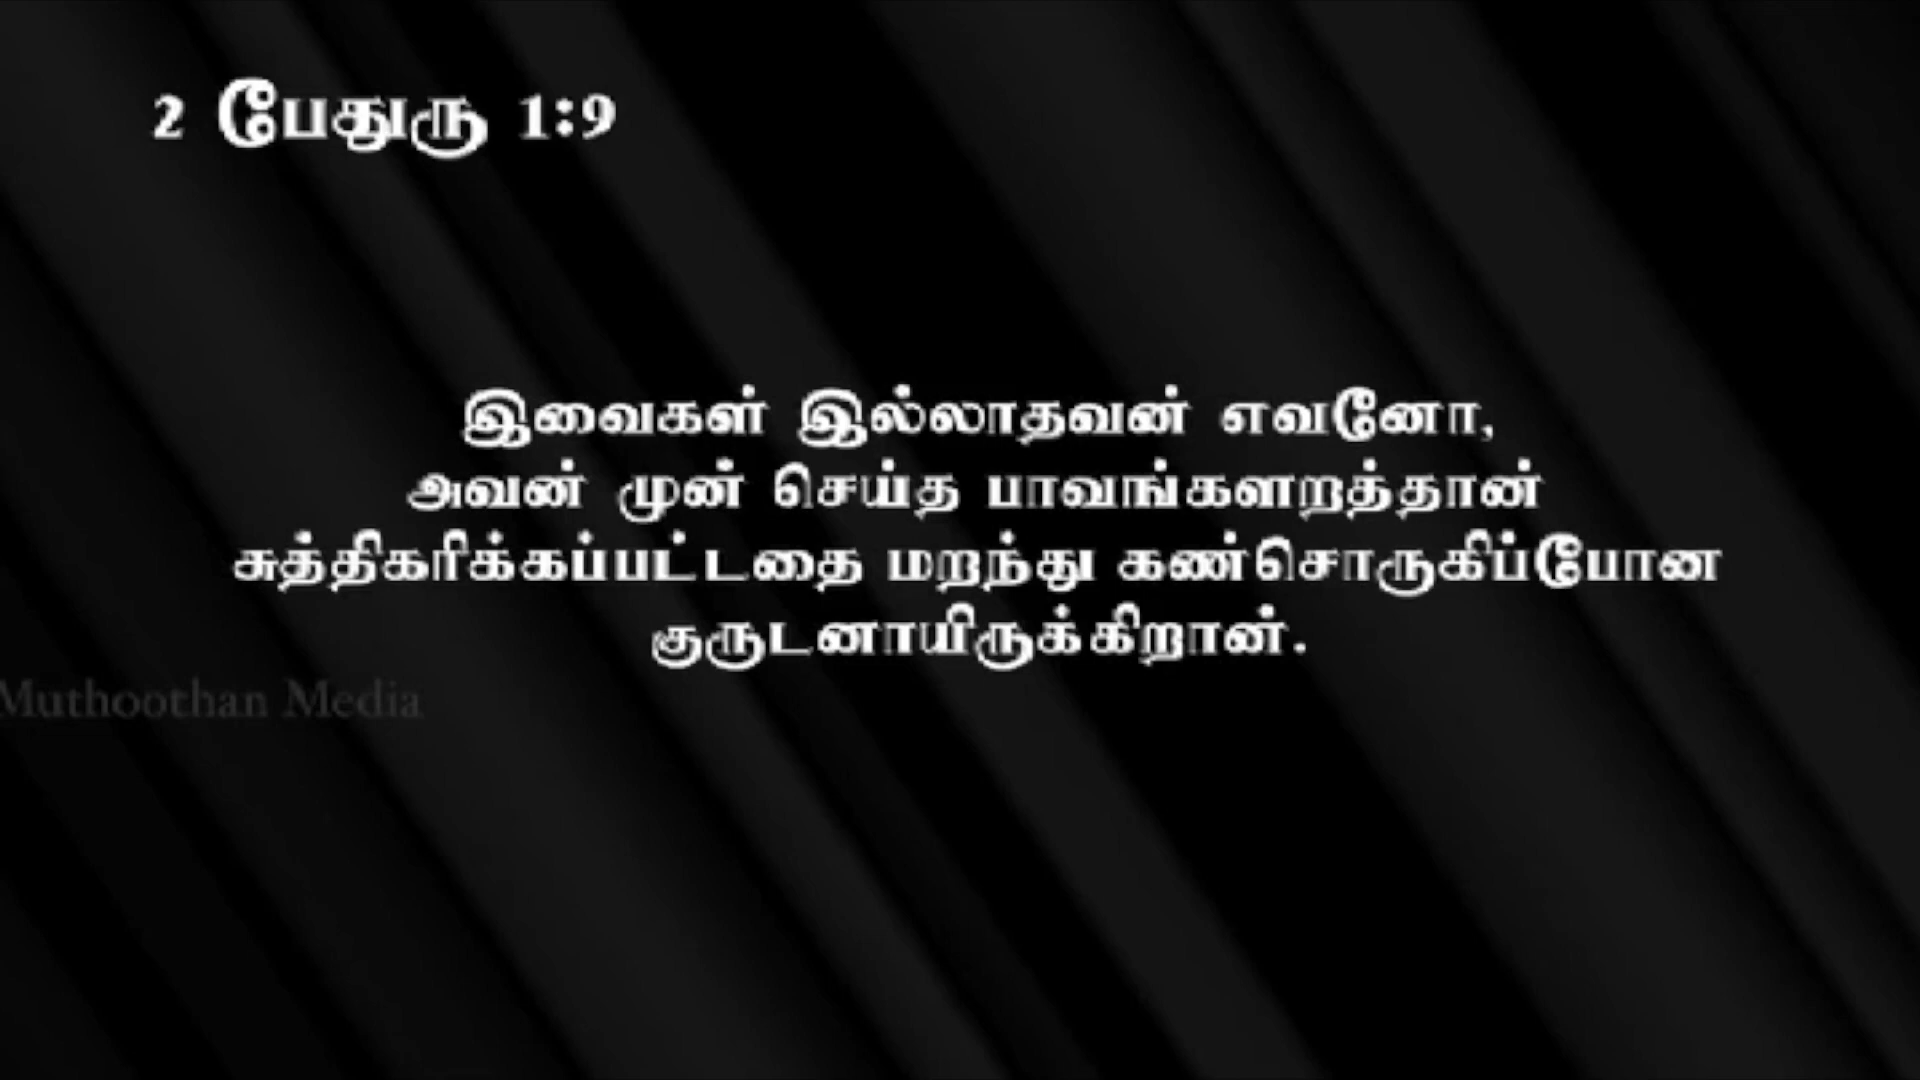 2 பேதுரு 1:9
இவைகள் இல்லாதவன் எவனோ,
அவன் முன் செய்த பாவங்களறத்தான்
சுத்திகரிக்கப்பட்டதை மறந்து கண்சொருகிப்போன
குருடனாயிருக்கிறான்.
Muthoothan Media